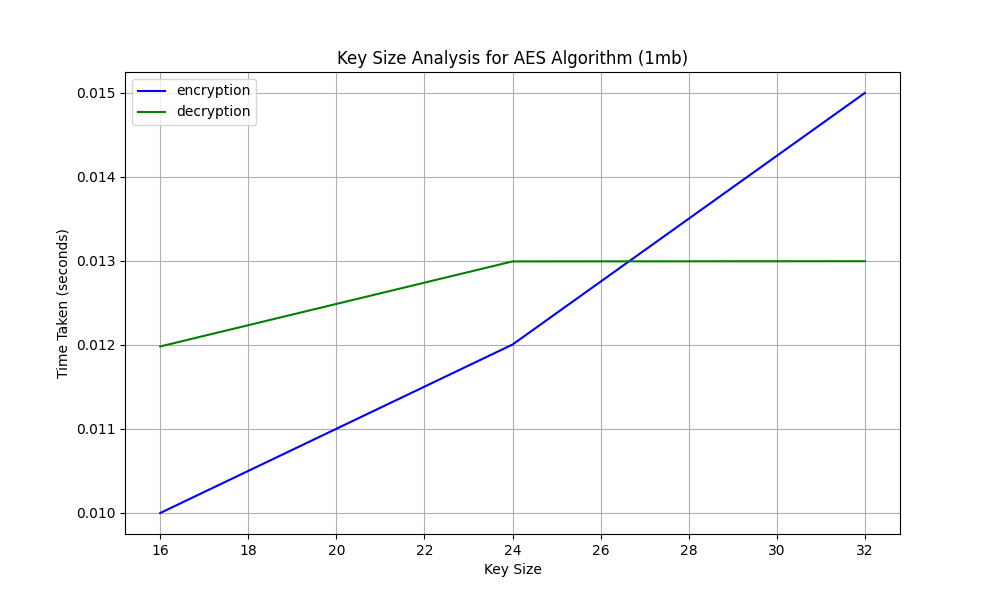 Key Size Analysis for AES Algorithm (1mb)
encryption
decryption
Time Taken (seconds)
0.015
0.014
0.013
0.012
0.011
0.010
16 18 20 22 24 26 28 30 32
Key Size